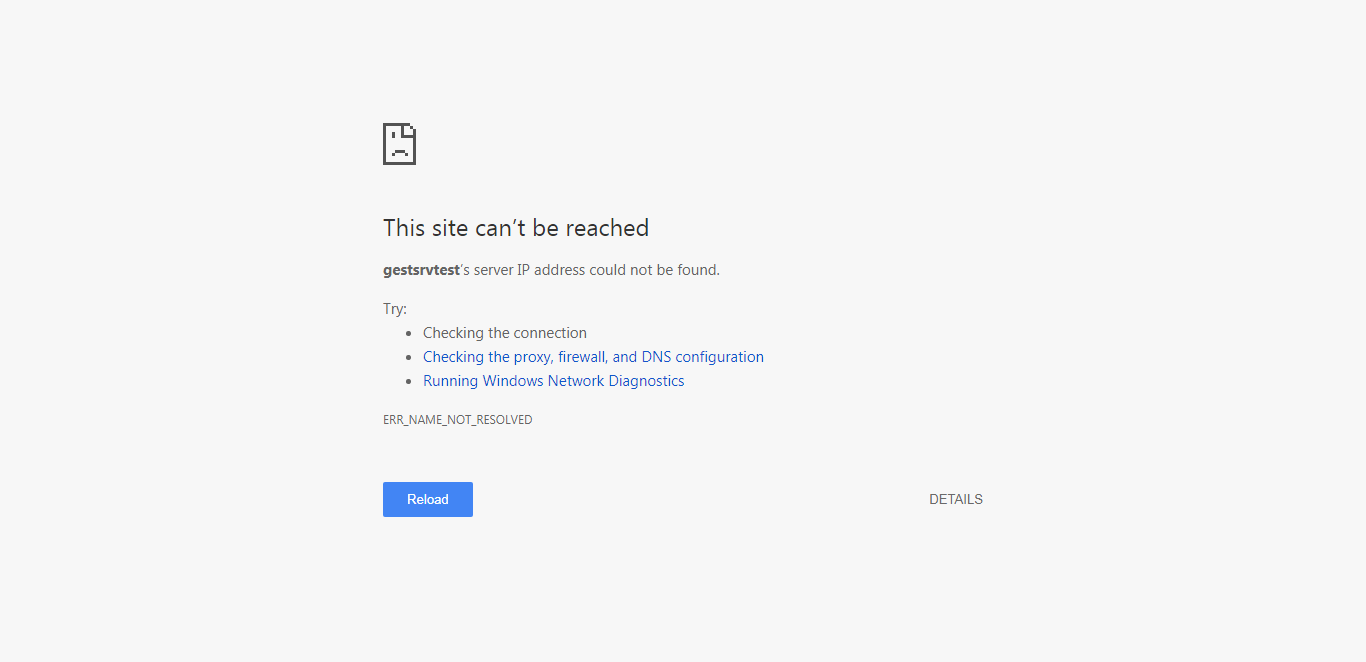 This site can’t be reached
gestsrvtest’s server IP address could not be found.
Try:
Checking the connection
Checking the proxy, firewall, and DNS configuration
Running Windows Network Diagnostics
ERR_NAME_NOT_RESOLVED
Reload
DETAILS